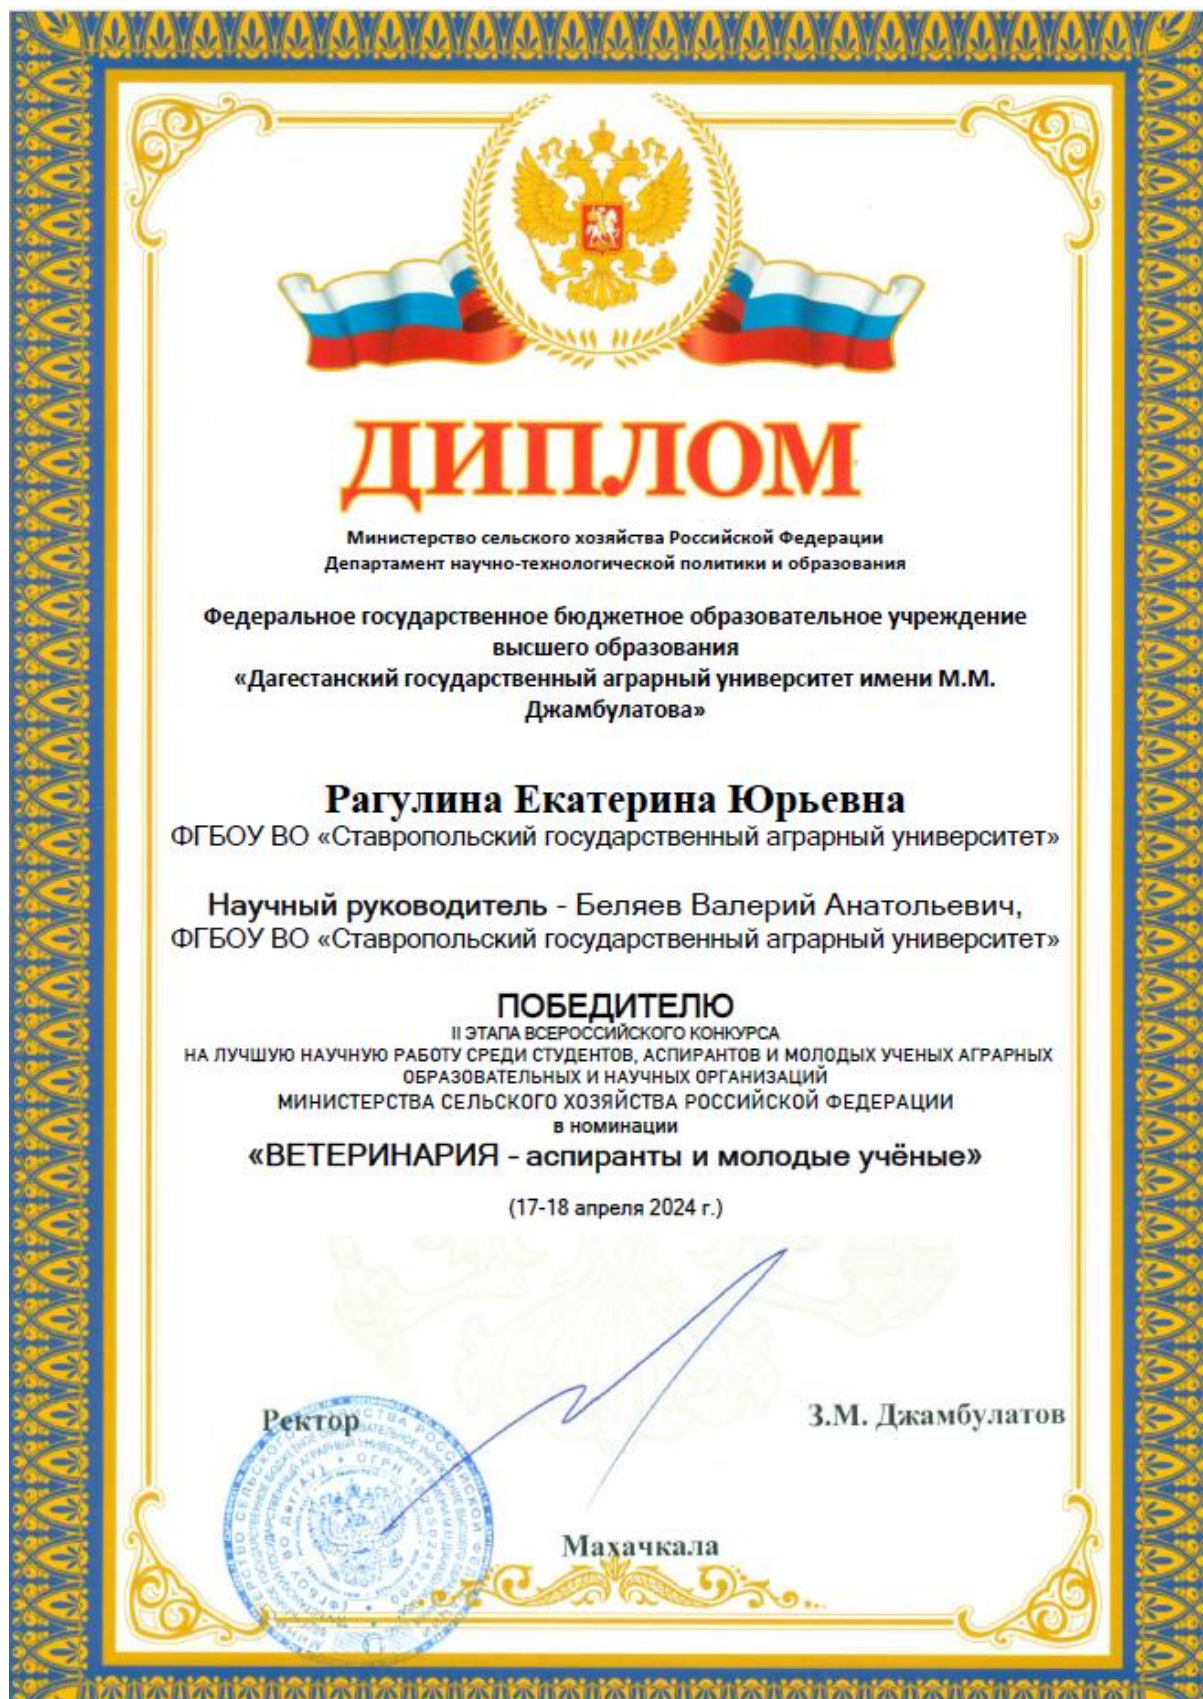 ДИПЛОМ
Министерство сельского хозяйства Российской Федерации
Департамент научно-технологической политики и образования
Федеральное государственное бюджетное образовательное учреждение
высшего образования
«Дагестанский государственный аграрный университет имени М.М.
Джамбулатова»
Рагулина Екатерина Юрьевна
ФГБОУ ВО «Ставропольский государственный аграрный университет»
Научный руководитель - Беляев Валерий Анатольевич,
ФГБОУ ВО «Ставропольский государственный аграрный университет»
ПОБЕДИТЕЛЮ
II ЭТАПА ВСЕРОССИЙСКОГО КОНКУРСА
НА ЛУЧШУЮ НАУЧНУЮ РАБОТУ СРЕДИ СТУДЕНТОВ, АСПИРАНТОВ И МОЛОДЫХ УЧЕНЫХ АГРАРНЫХ
ОБРАЗОВАТЕЛЬНЫХ И НАУЧНЫХ ОРГАНИЗАЦИЙ
МИНИСТЕРСТВА СЕЛЬСКОГО ХОЗЯЙСТВА РОССИЙСКОЙ ФЕДЕРАЦИИ
в номинации
«ВЕТЕРИНАРИЯ - аспиранты и молодые учёные»
(17-18 апреля 2024 г.)
Ректор
З.М. Джамбулатов
Махачкала